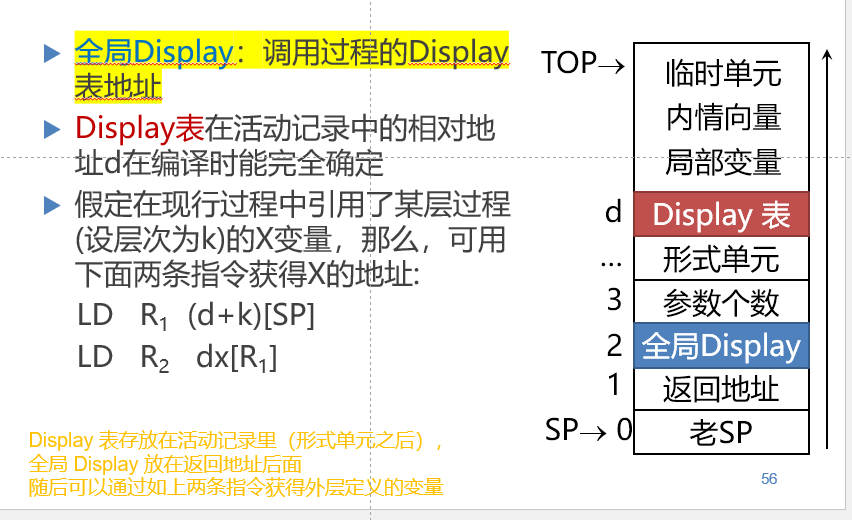 全局Display：调用过程的Display
表地址
Display表在活动记录中的相对地
址d在编译时能完全确定
假定在现行过程中引用了某层过程
(设层次为k)的X变量，那么，可用
下面两条指令获得X的地址:
LD R1 (d+k)[SP]
LD R2 dx[R1]
Display 表存放在活动记录里（形式单元之后），
全局 Display 放在返回地址后面
随后可以通过如上两条指令获得外层定义的变量
TOP→
临时单元
内情向量
局部变量
d Display 表
... 形式单元
3 参数个数
2 全局Display
1 返回地址
SP→ 0 老SP
56